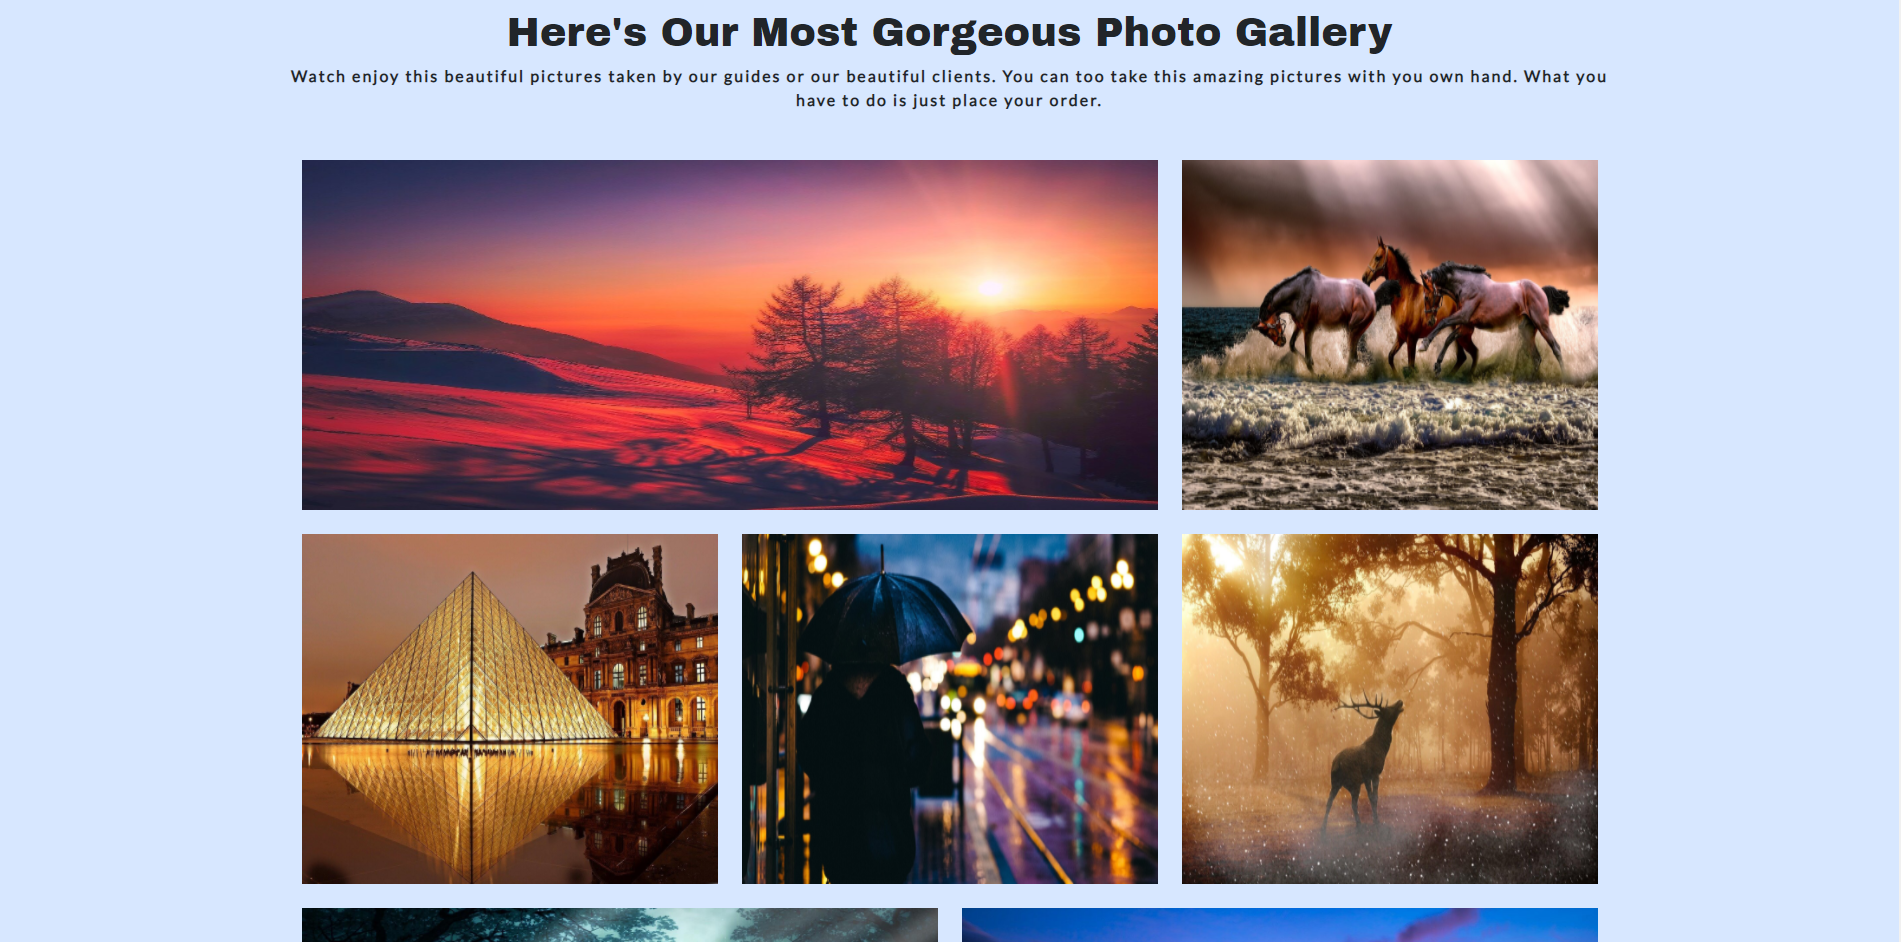 Here's Our Most Gorgeous Photo Gallery
Watch enjoy this beautiful pictures taken by our guides or our beautiful clients. You can too take this amazing pictures with you own hand. What you
have to do is just place your order.